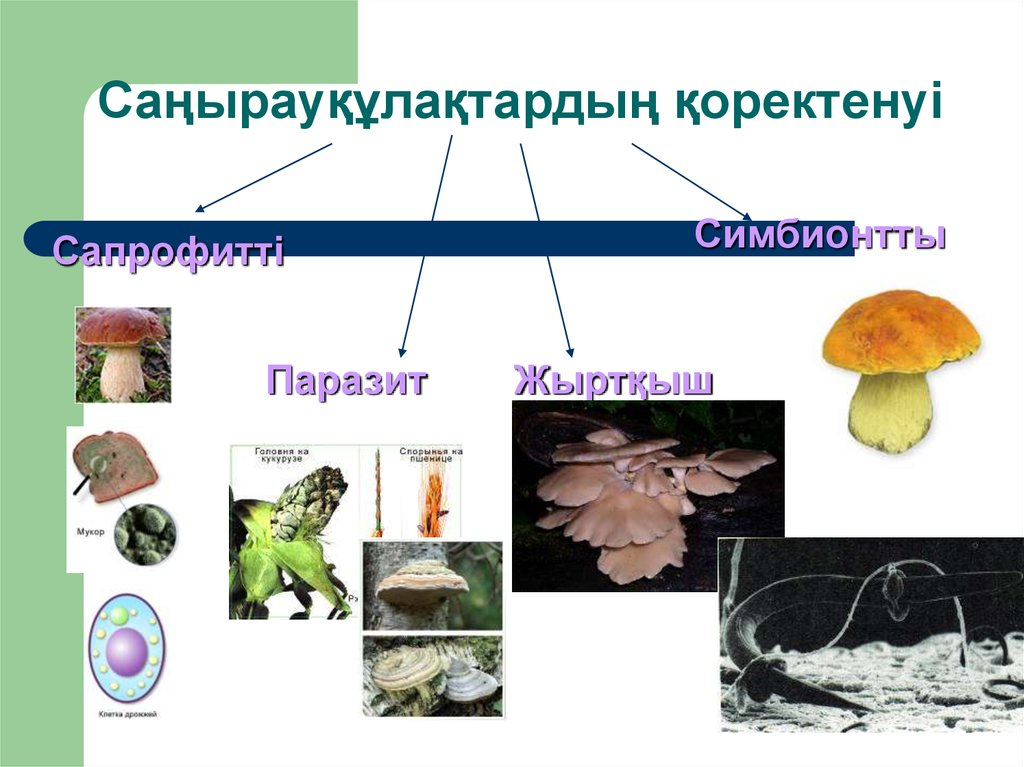 Саңырауқұлақтардың қоректенуі
Сапрофитті
Симбионтты
Паразит
Жыртқыш
Головня на
кукурузе
Спорынья на
пшенице
Мукор
Клетка дрожжей